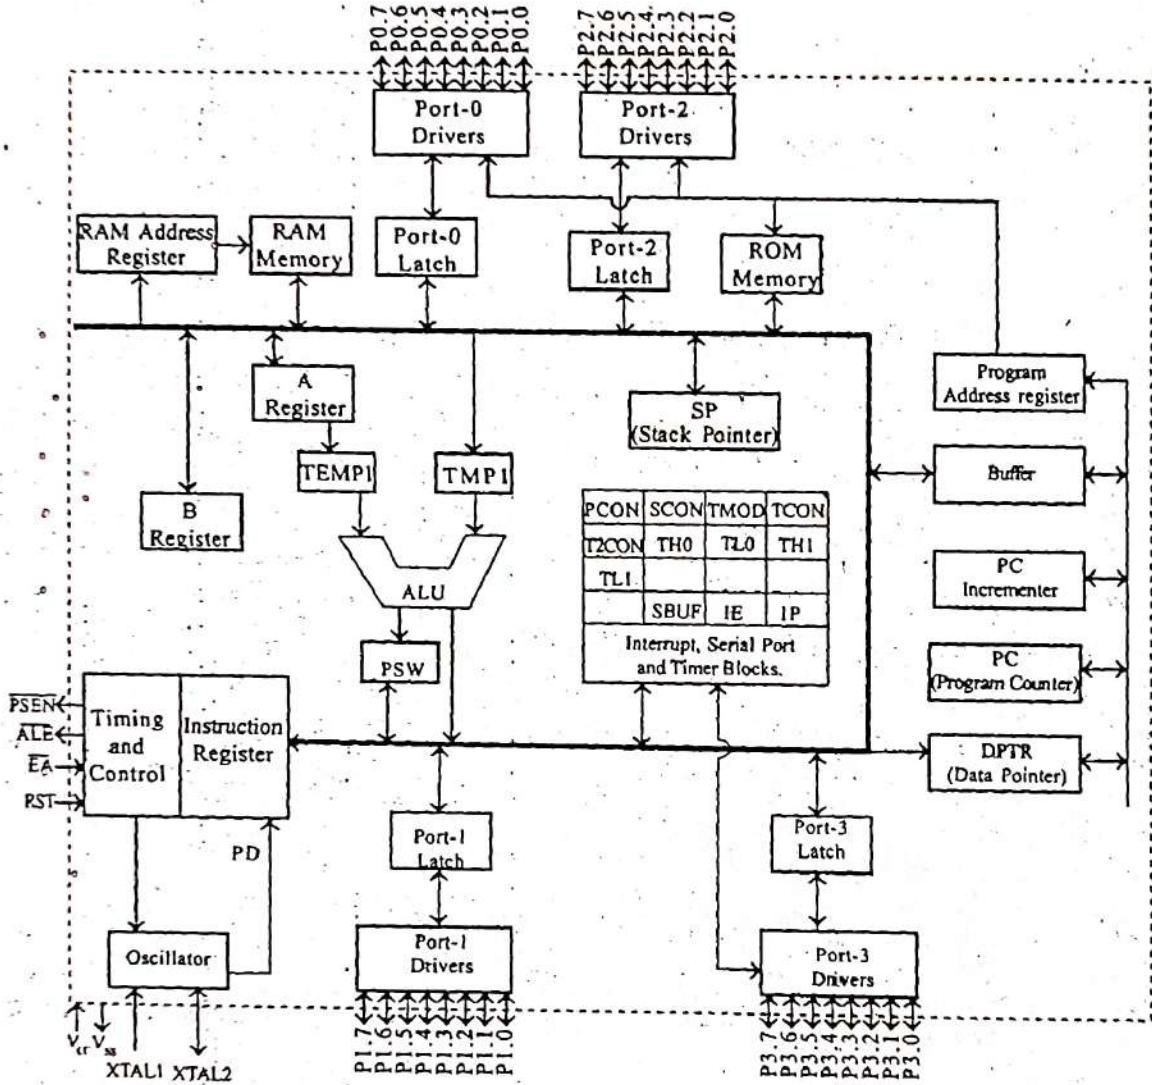 P0.7
P0.6
P0.5
P0.4
P0.3
P0.2
P0.1
P0.0
P2.7
P2.6
P2.5
P2.4
P2.3
P2.2
P2.1
P2.0
Port-0
Drivers
Port-2
Drivers
RAM Address
Register
RAM
Memory
Port-0
Latch
Port-2
Latch
ROM
Memory
A
Register
SP
(Stack Pointer)
Program
Address register
TEMP1
TMP1
Buffer
B
Register
PCON SCON TMOD TCON
T2CON TH0 TL0 TH1
TL1
SBUF IE IP
Interrupt, Serial Port
and Timer Blocks.
ALU
PC
Incrementer
PSW
PC
(Program Counter)
PSEN
ALE
EA
RST
Timing
and
Control
Instruction
Register
DPTR
(Data Pointer)
PD
Port-1
Latch
Port-3
Latch
Oscillator
Port-1
Drivers
Port-3
Drivers
Vcc
Vss
XTAL1 XTAL2
P1.7
P1.6
P1.5
P1.4
P1.3
P1.2
P1.1
P1.0
P3.7
P3.6
P3.5
P3.4
P3.3
P3.2
P3.1
P3.0